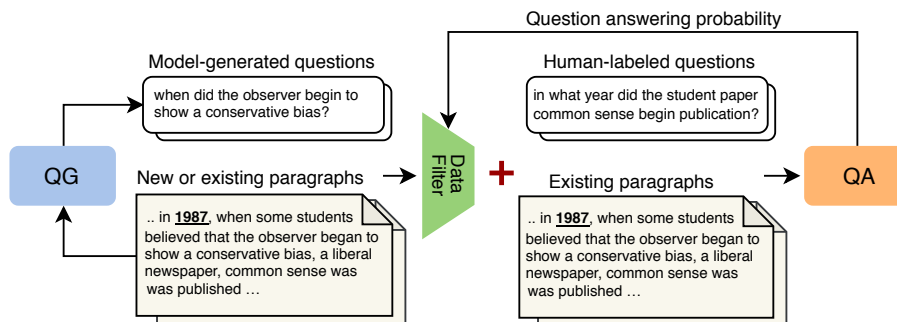 Question answering probability
Model-generated questions
Human-labeled questions
when did the observer begin to
show a conservative bias?
in what year did the student paper
common sense begin publication?
QG
Data
Filter
+
QA
New or existing paragraphs
Existing paragraphs
.. in 1987, when some students
believed that the observer began to
show a conservative bias, a liberal
newspaper, common sense was
was published ...
.. in 1987, when some students
believed that the observer began to
show a conservative bias, a liberal
newspaper, common sense was
was published ...